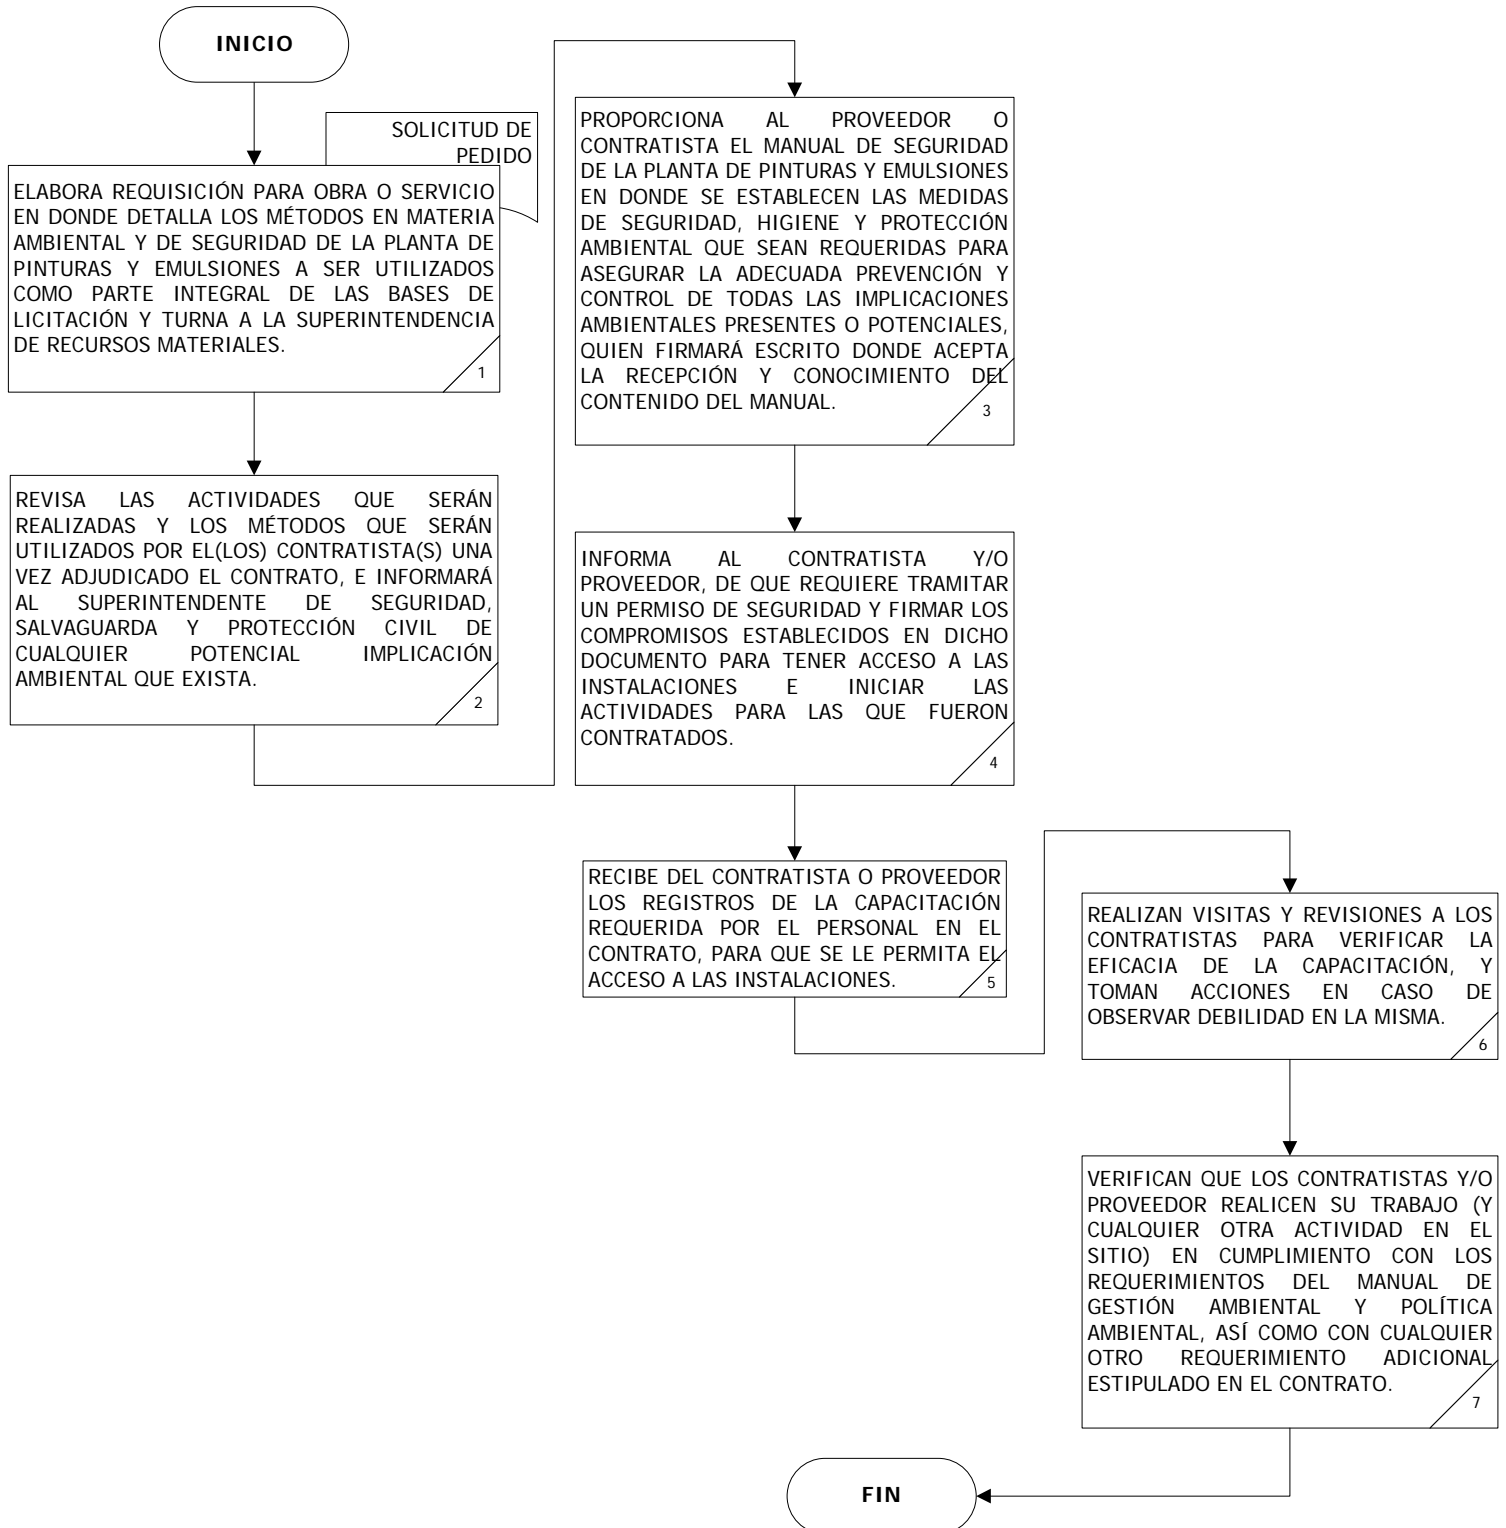 INICIO
SOLICITUD DE
PEDIDO
ELABORA REQUISICIÓN PARA OBRA O SERVICIO
EN DONDE DETALLA LOS MÉTODOS EN MATERIA
AMBIENTAL Y DE SEGURIDAD DE LA PLANTA DE
PINTURAS Y EMULSIONES A SER UTILIZADOS
COMO PARTE INTEGRAL DE LAS BASES DE
LICITACIÓN Y TURNA A LA SUPERINTENDENCIA
DE RECURSOS MATERIALES.
1
REVISA LAS ACTIVIDADES QUE SERÁN
REALIZADAS Y LOS MÉTODOS QUE SERÁN
UTILIZADOS POR EL(LOS) CONTRATISTA(S) UNA
VEZ ADJUDICADO EL CONTRATO, E INFORMARÁ
AL SUPERINTENDENTE DE SEGURIDAD,
SALVAGUARDA Y PROTECCIÓN CIVIL DE
CUALQUIER POTENCIAL IMPLICACIÓN
AMBIENTAL QUE EXISTA.
2
PROPORCIONA AL PROVEEDOR O
CONTRATISTA EL MANUAL DE SEGURIDAD
DE LA PLANTA DE PINTURAS Y EMULSIONES
EN DONDE SE ESTABLECEN LAS MEDIDAS
DE SEGURIDAD, HIGIENE Y PROTECCIÓN
AMBIENTAL QUE SEAN REQUERIDAS PARA
ASEGURAR LA ADECUADA PREVENCIÓN Y
CONTROL DE TODAS LAS IMPLICACIONES
AMBIENTALES PRESENTES O POTENCIALES,
QUIEN FIRMARÁ ESCRITO DONDE ACEPTA
LA RECEPCIÓN Y CONOCIMIENTO DEL
CONTENIDO DEL MANUAL.
3
INFORMA AL CONTRATISTA Y/O
PROVEEDOR, DE QUE REQUIERE TRAMITAR
UN PERMISO DE SEGURIDAD Y FIRMAR LOS
COMPROMISOS ESTABLECIDOS EN DICHO
DOCUMENTO PARA TENER ACCESO A LAS
INSTALACIONES E INICIAR LAS
ACTIVIDADES PARA LAS QUE FUERON
CONTRATADOS.
4
RECIBE DEL CONTRATISTA O PROVEEDOR
LOS REGISTROS DE LA CAPACITACIÓN
REQUERIDA POR EL PERSONAL EN EL
CONTRATO, PARA QUE SE LE PERMITA EL
ACCESO A LAS INSTALACIONES.
5
REALIZAN VISITAS Y REVISIONES A LOS
CONTRATISTAS PARA VERIFICAR LA
EFICACIA DE LA CAPACITACIÓN, Y
TOMAN ACCIONES EN CASO DE
OBSERVAR DEBILIDAD EN LA MISMA.
6
VERIFICAN QUE LOS CONTRATISTAS Y/O
PROVEEDOR REALICEN SU TRABAJO (Y
CUALQUIER OTRA ACTIVIDAD EN EL
SITIO) EN CUMPLIMIENTO CON LOS
REQUERIMIENTOS DEL MANUAL DE
GESTIÓN AMBIENTAL Y POLÍTICA
AMBIENTAL, ASÍ COMO CON CUALQUIER
OTRO REQUERIMIENTO ADICIONAL
ESTIPULADO EN EL CONTRATO.
7
FIN